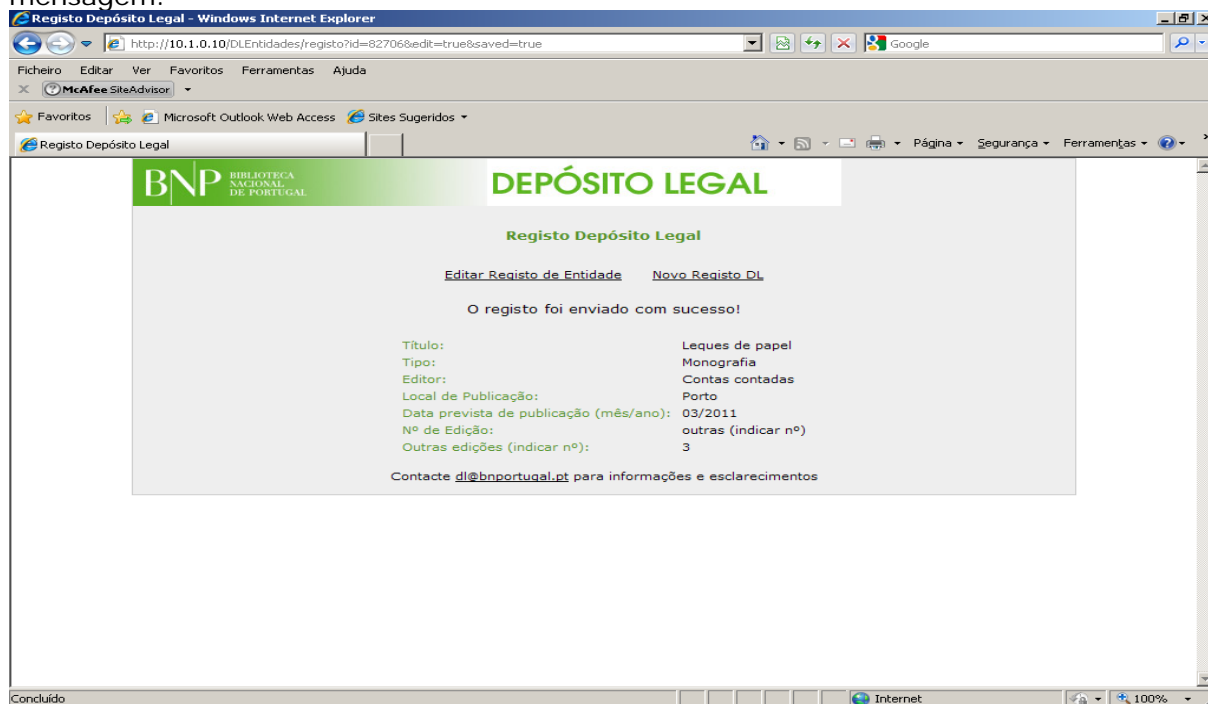 mensagem:
Registo Depósito Legal - Windows Internet Explorer
http://10.1.0.10/DLEntidades/registo?id=82706&edit=true&saved=true
Google
Ficheiro Editar Ver Favoritos Ferramentas Ajuda
McAfee SiteAdvisor
Favoritos Microsoft Outlook Web Access Sites Sugeridos
Registo Depósito Legal
Página Segurança Ferramentas
BNP BIBLIOTECA NACIONAL DE PORTUGAL
DEPÓSITO LEGAL
Registo Depósito Legal
Editar Registo de Entidade Novo Registo DL
O registo foi enviado com sucesso!
Título: Leques de papel
Tipo: Monografia
Editor: Contas contadas
Local de Publicação: Porto
Data prevista de publicação (mês/ano): 03/2011
Nº de Edição: outras (indicar nº)
Outras edições (indicar nº): 3
Contacte dl@bnportugal.pt para informações e esclarecimentos
Concluído Internet 100%